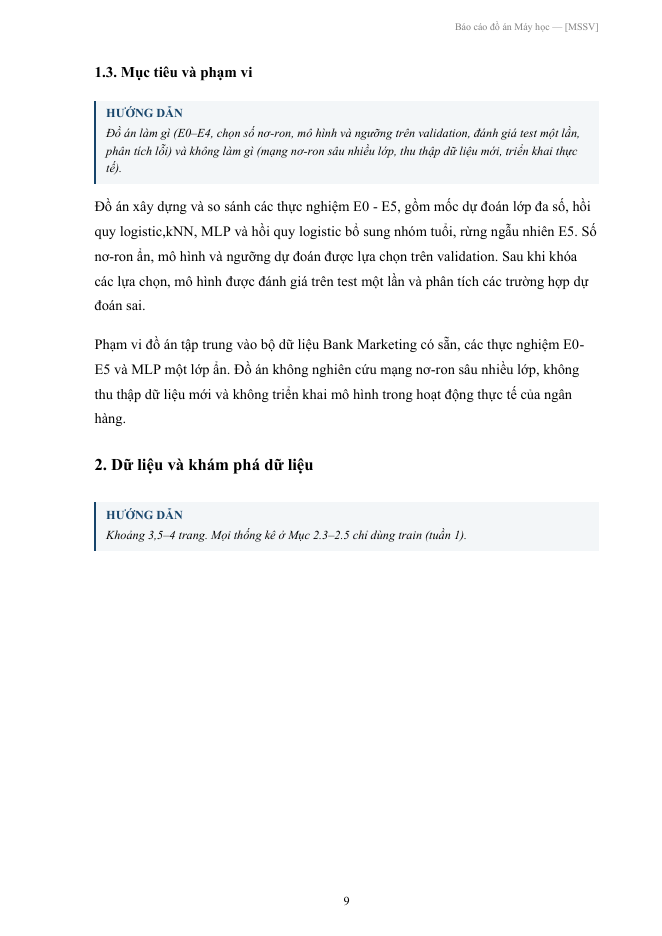 Báo cáo đồ án Máy học — [MSSV]
1.3. Mục tiêu và phạm vi
HƯỚNG DẪN
Đồ án làm gì (E0–E4, chọn số nơ-ron, mô hình và ngưỡng trên validation, đánh giá test một lần,
phân tích lỗi) và không làm gì (mạng nơ-ron sâu nhiều lớp, thu thập dữ liệu mới, triển khai thực
tế).
Đồ án xây dựng và so sánh các thực nghiệm E0 - E5, gồm mốc dự đoán lớp đa số, hồi
quy logistic,kNN, MLP và hồi quy logistic bổ sung nhóm tuổi, rừng ngẫu nhiên E5. Số
nơ-ron ẩn, mô hình và ngưỡng dự đoán được lựa chọn trên validation. Sau khi khóa
các lựa chọn, mô hình được đánh giá trên test một lần và phân tích các trường hợp dự
đoán sai.
Phạm vi đồ án tập trung vào bộ dữ liệu Bank Marketing có sẵn, các thực nghiệm E0-
E5 và MLP một lớp ẩn. Đồ án không nghiên cứu mạng nơ-ron sâu nhiều lớp, không
thu thập dữ liệu mới và không triển khai mô hình trong hoạt động thực tế của ngân
hàng.
2. Dữ liệu và khám phá dữ liệu
HƯỚNG DẪN
Khoảng 3,5–4 trang. Mọi thống kê ở Mục 2.3–2.5 chỉ dùng train (tuần 1).
9